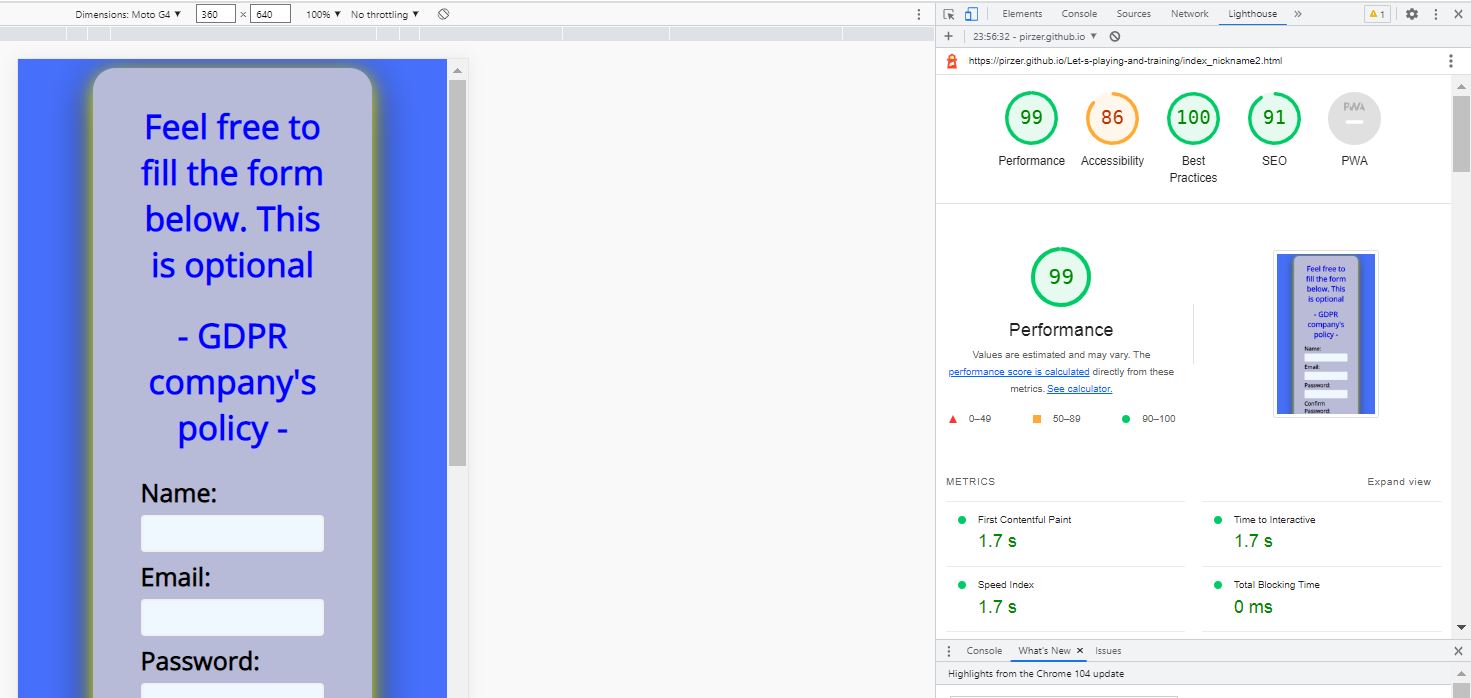 Dimensions: Moto G4 ▼ 360 × 640 100% ▼ No throttling ▼
Elements Console Sources Network Lighthouse » 1
+ 23:56:32 - pirzer.github.io ▼
https://pirzer.github.io/Let-s-playing-and-training/index_nickname2.html
Feel free to
fill the form
below. This
is optional
- GDPR
company's
policy -
Name:
Email:
Password:
99 86 100 91 PWA
Performance Accessibility Best
Practices SEO PWA
99
Performance
Values are estimated and may vary. The
performance score is calculated directly from these
metrics. See calculator.
0–49 50–89 90–100
Feel free to
fill the form
below. This
is optional
- GDPR
company's
policy -
Name:
Email:
Password:
Confirm
Password:
METRICS Expand view
First Contentful Paint
1.7 s
Time to Interactive
1.7 s
Speed Index
1.7 s
Total Blocking Time
0 ms
Console What's New × Issues
Highlights from the Chrome 104 update